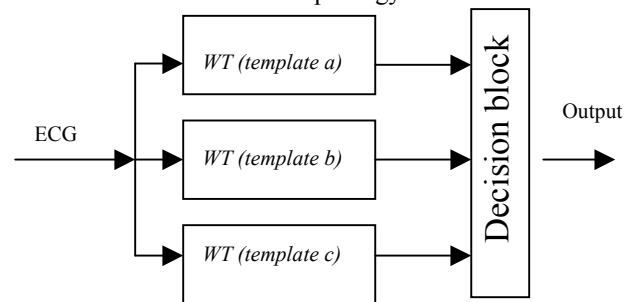 WT (template a)
ECG
WT (template b)
WT (template c)
Decision block
Output